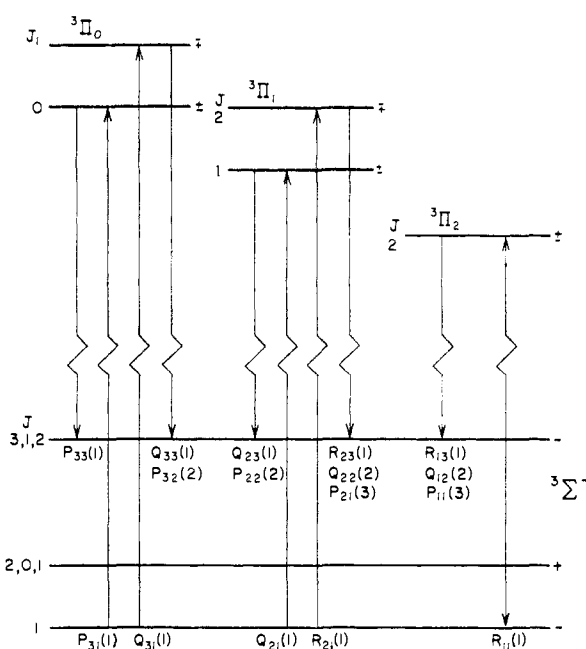 J₁ ³Π₀ ∓
0 ±
J ³Π₁ ∓
2
1 ±
J ³Π₂ ±
2
J
3,1,2 –
P₃₃(1) Q₃₃(1) Q₂₃(1) R₂₃(1) R₁₃(1)
P₃₂(2) P₂₂(2) Q₂₂(2) Q₁₂(2)
P₂₁(3) P₁₁(3)
³Σ⁻
2,0,1 +
1 –
P₃₁(1) Q₃₁(1) Q₂₁(1) R₂₁(1) R₁₁(1)